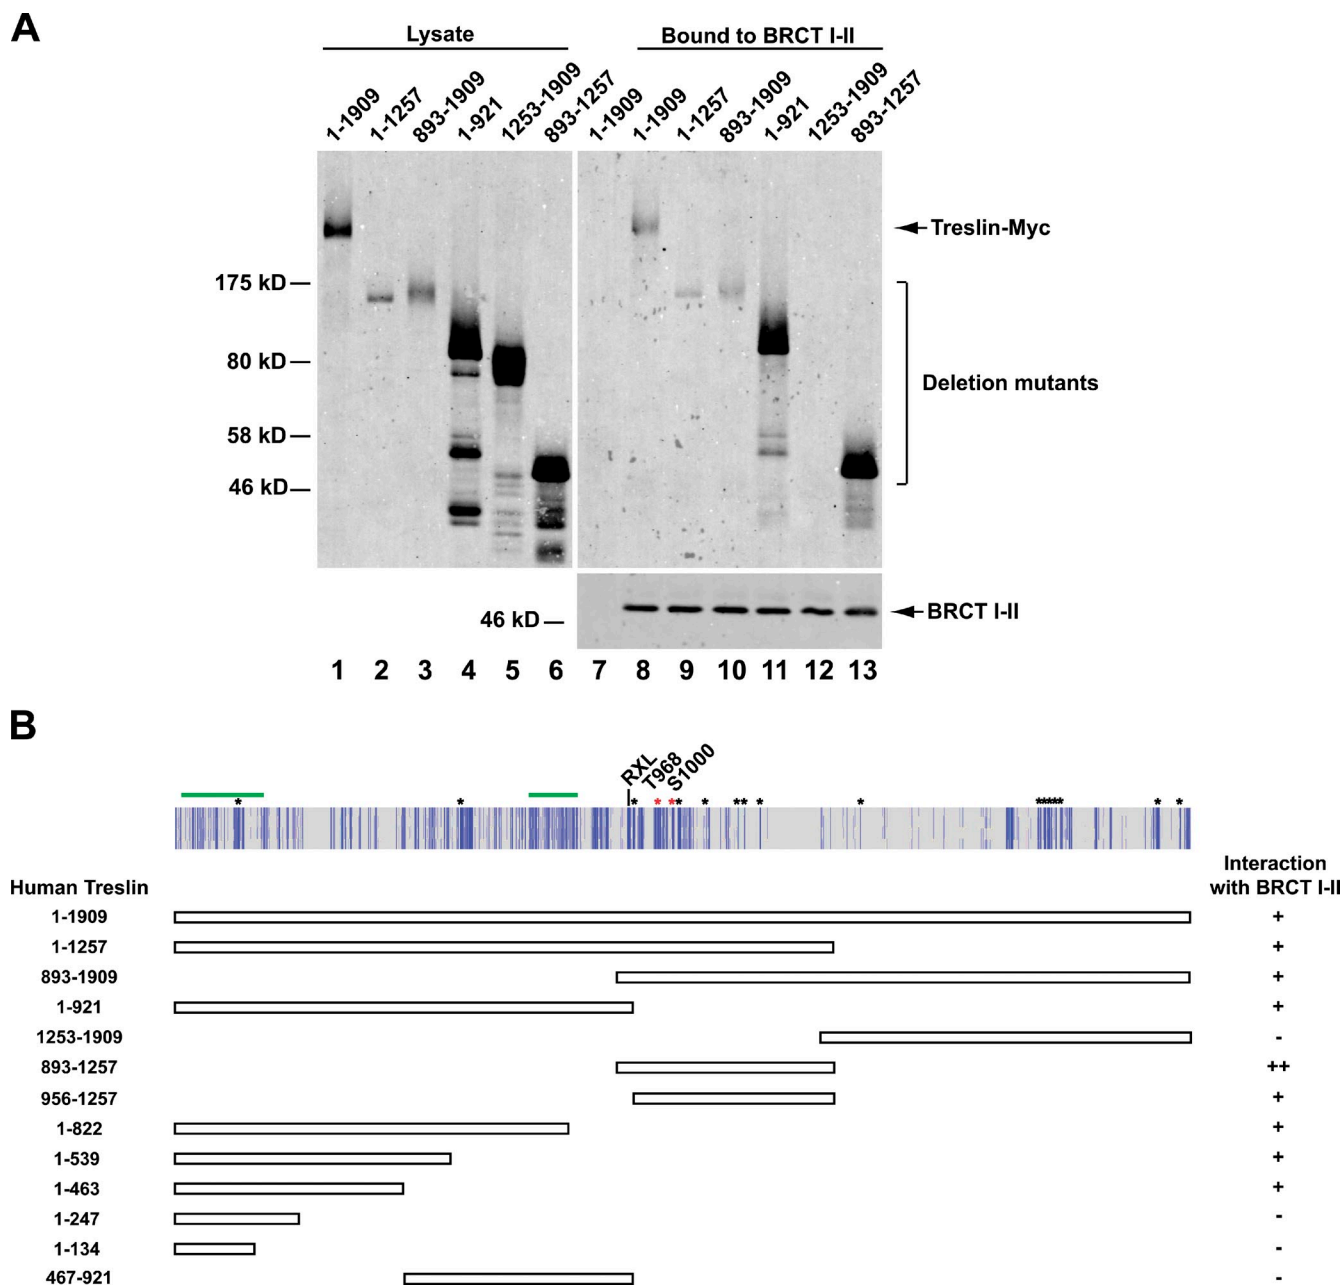 A
Lysate
Bound to BRCT I-II
1-1909
1-1257
893-1909
1-921
1253-1909
893-1257
1-1909
1-1909
1-1257
893-1909
1-921
1253-1909
893-1257
Treslin-Myc
175 kD
80 kD
Deletion mutants
58 kD
46 kD
46 kD
BRCT I-II
1 2 3 4 5 6 7 8 9 10 11 12 13
B
RXL
T968
S1000
* * * * * * * * * * * ****** * *
Human Treslin
Interaction
with BRCT I-II
1-1909 +
1-1257 +
893-1909 +
1-921 +
1253-1909 -
893-1257 ++
956-1257 +
1-822 +
1-539 +
1-463 +
1-247 -
1-134 -
467-921 -